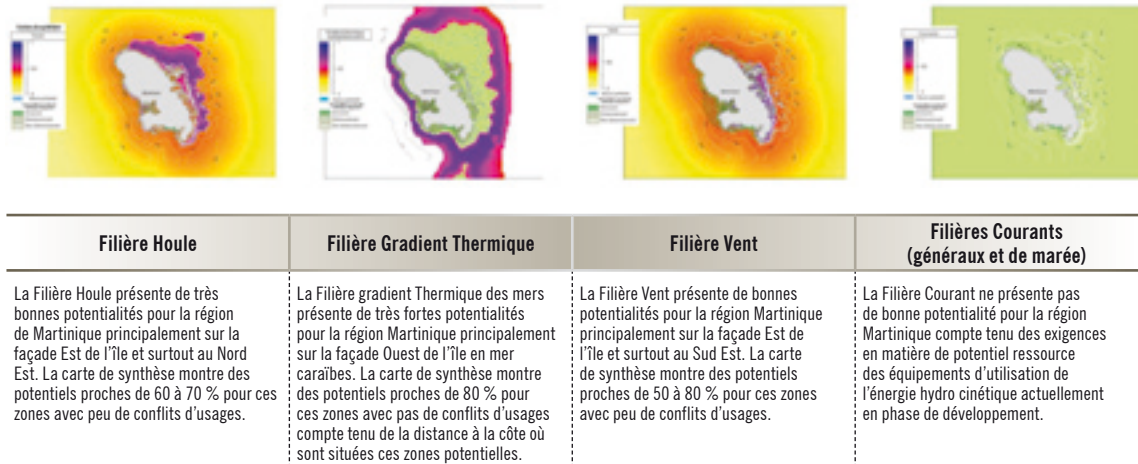 Filière Houle
Filière Gradient Thermique
Filière Vent
Filières Courants
(généraux et de marée)
La Filière Houle présente de très
bonnes potentialités pour la région
de Martinique principalement sur la
façade Est de l'île et surtout au Nord
Est. La carte de synthèse montre des
potentiels proches de 60 à 70 % pour ces
zones avec peu de conflits d'usages.
La Filière gradient Thermique des mers
présente de très fortes potentialités
pour la région Martinique principalement
sur la façade Ouest de l'île en mer
caraïbes. La carte de synthèse montre
des potentiels proches de 80 % pour
ces zones avec pas de conflits d'usages
compte tenu de la distance à la côte où
sont situées ces zones potentielles.
La Filière Vent présente de bonnes
potentialités pour la région Martinique
principalement sur la façade Est de
l'île et surtout au Sud Est. La carte
de synthèse montre des potentiels
proches de 50 à 80 % pour ces zones
avec peu de conflits d'usages.
La Filière Courant ne présente pas
de bonne potentialité pour la région
Martinique compte tenu des exigences
en matière de potentiel ressource
des équipements d'utilisation de
l'énergie hydro cinétique actuellement
en phase de développement.